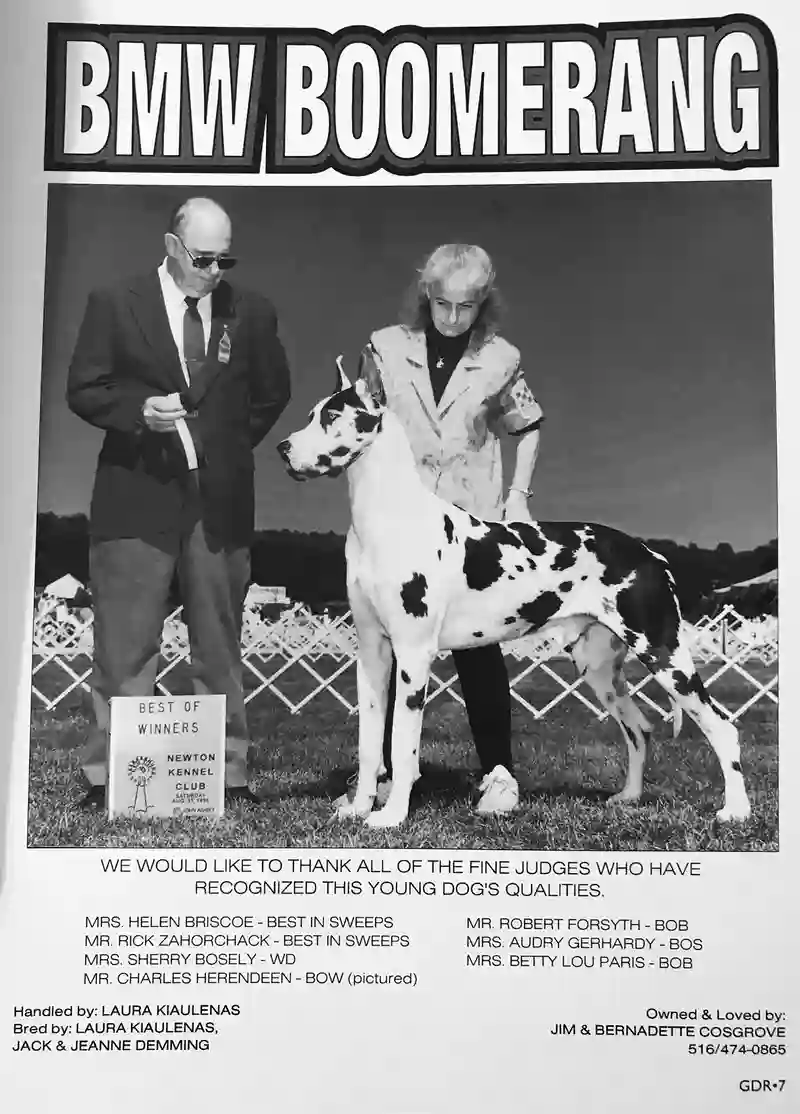 BMW BOOMERANG
BEST OF
WINNERS
NEWTON
KENNEL
CLUB
SATURDAY
WE WOULD LIKE TO THANK ALL OF THE FINE JUDGES WHO HAVE
RECOGNIZED THIS YOUNG DOG'S QUALITIES.
MRS. HELEN BRISCOE - BEST IN SWEEPS
MR. RICK ZAHORCHACK - BEST IN SWEEPS
MRS. SHERRY BOSELY - WD
MR. CHARLES HERENDEEN - BOW (pictured)
MR. ROBERT FORSYTH - BOB
MRS. AUDRY GERHARDY - BOS
MRS. BETTY LOU PARIS - BOB
Handled by: LAURA KIAULENAS
Bred by: LAURA KIAULENAS,
JACK & JEANNE DEMMING
Owned & Loved by:
JIM & BERNADETTE COSGROVE
516/474-0865
GDR•7